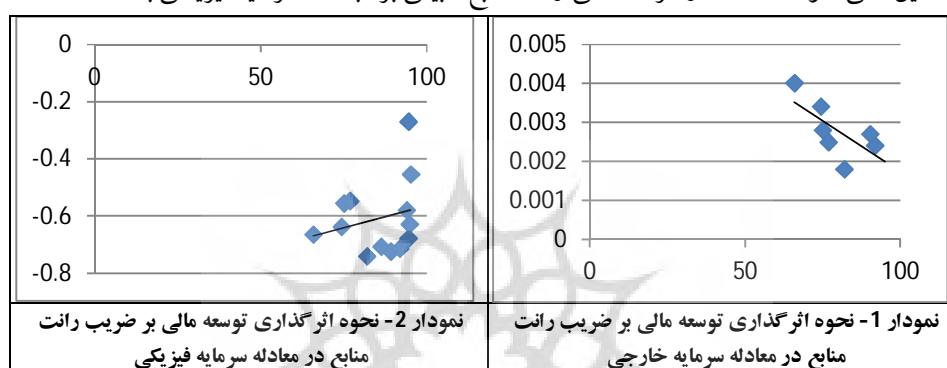 0.005
0.004
0.003
0.002
0.001
0
0 50 100
نمودار 1- نحوه اثرگذاری توسعه مالی بر ضریب رانت
منابع در معادله سرمایه خارجی
0
0 50 100
-0.2
-0.4
-0.6
-0.8
نمودار 2- نحوه اثرگذاری توسعه مالی بر ضریب رانت
منابع در معادله سرمایه فیزیکی